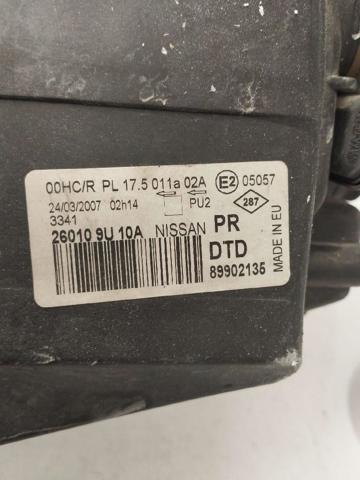 00HC/R PL 17.5 011a 02A E2 05057
24/03/2007 02h14 PU2 287
3341
26010 9U 10A NISSAN PR
DTD
89902135
MADE IN EU